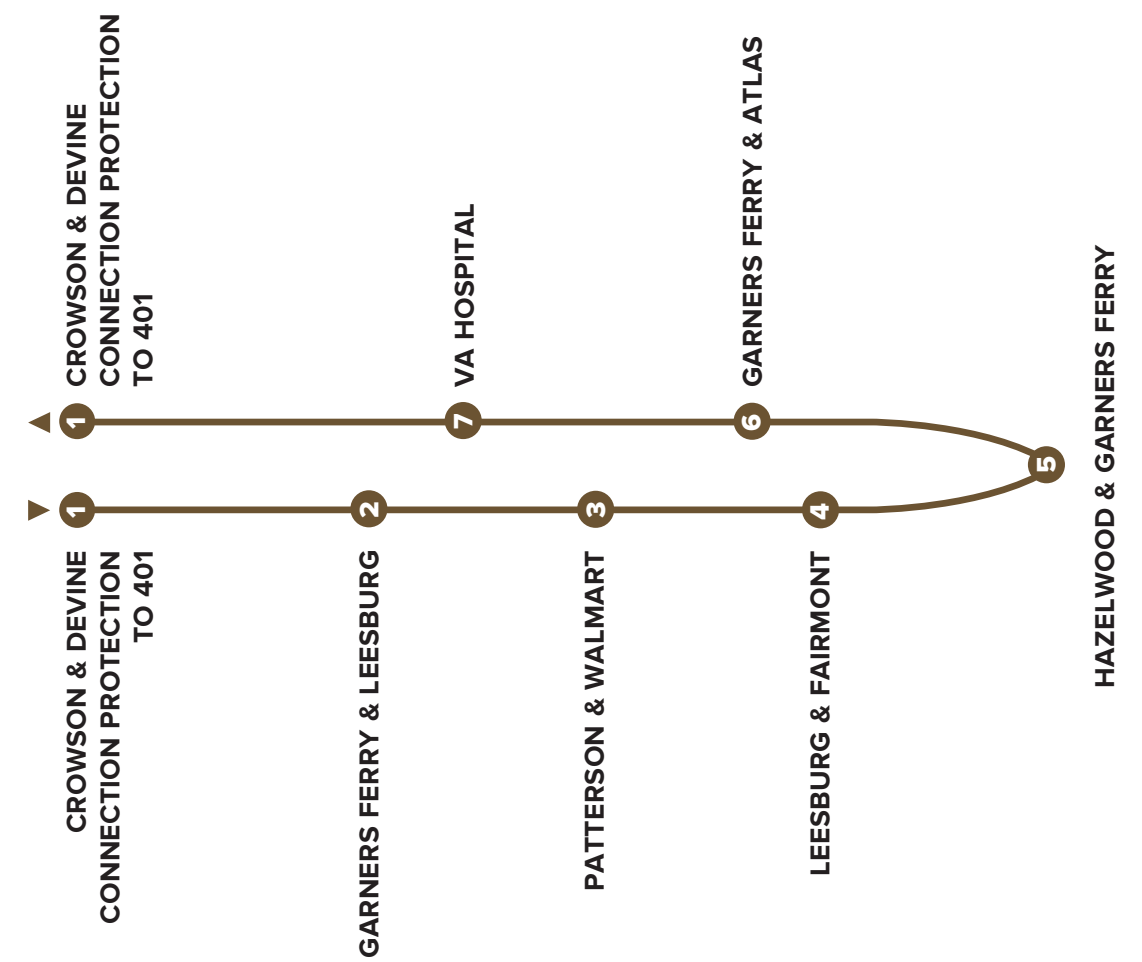 CROWSON & DEVINE
CONNECTION PROTECTION
TO 401
1
2
GARNERS FERRY & LEESBURG
3
PATTERSON & WALMART
4
LEESBURG & FAIRMONT
5
HAZELWOOD & GARNERS FERRY
6
GARNERS FERRY & ATLAS
7
VA HOSPITAL
1
CROWSON & DEVINE
CONNECTION PROTECTION
TO 401